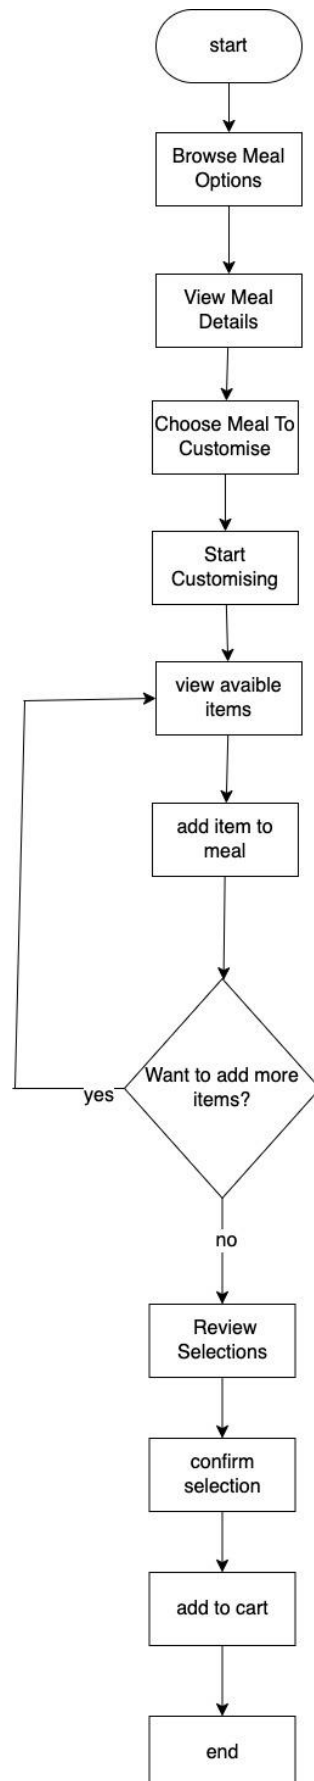 start
Browse Meal
Options
View Meal
Details
Choose Meal To
Customise
Start
Customising
view avaible
items
add item to
meal
Want to add more
items?
yes
no
Review
Selections
confirm
selection
add to cart
end